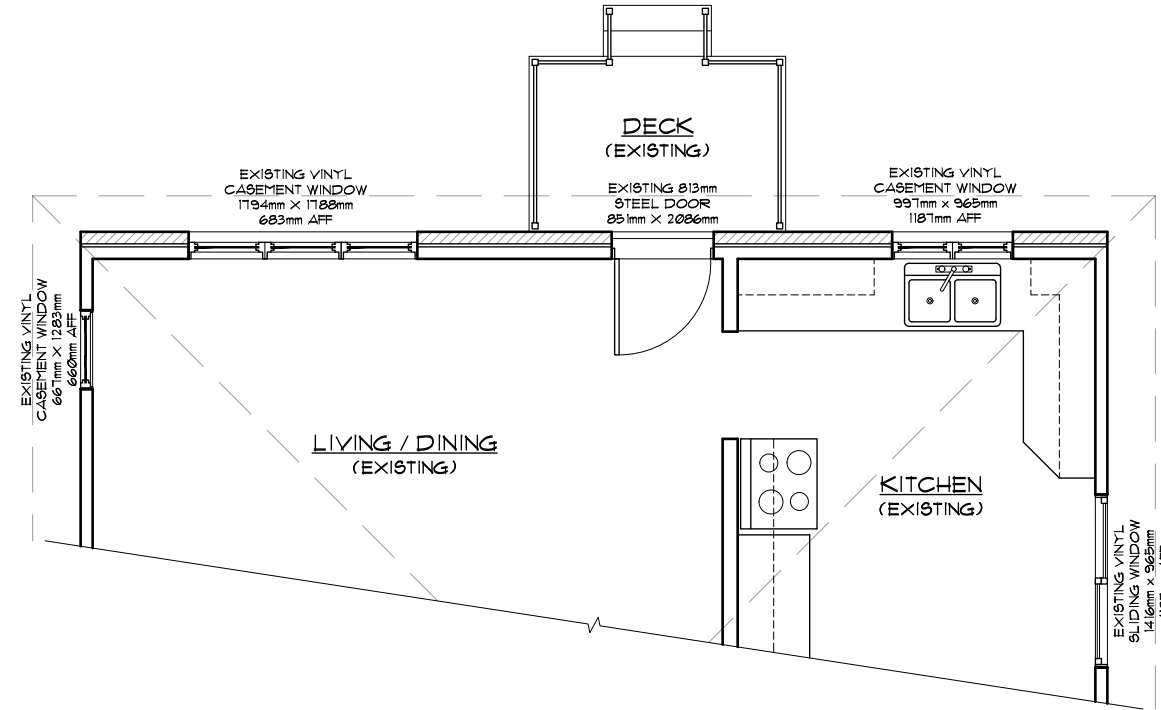 DECK
(EXISTING)
EXISTING VINYL
CASEMENT WINDOW
1794mm X 1788mm
683mm AFF
EXISTING 813mm
STEEL DOOR
851mm X 2086mm
EXISTING VINYL
CASEMENT WINDOW
997mm X 965mm
1187mm AFF
EXISTING VINYL
CASEMENT WINDOW
667mm X 1283mm
660mm AFF
LIVING / DINING
(EXISTING)
KITCHEN
(EXISTING)
EXISTING VINYL
SLIDING WINDOW
1416mm x 965mm